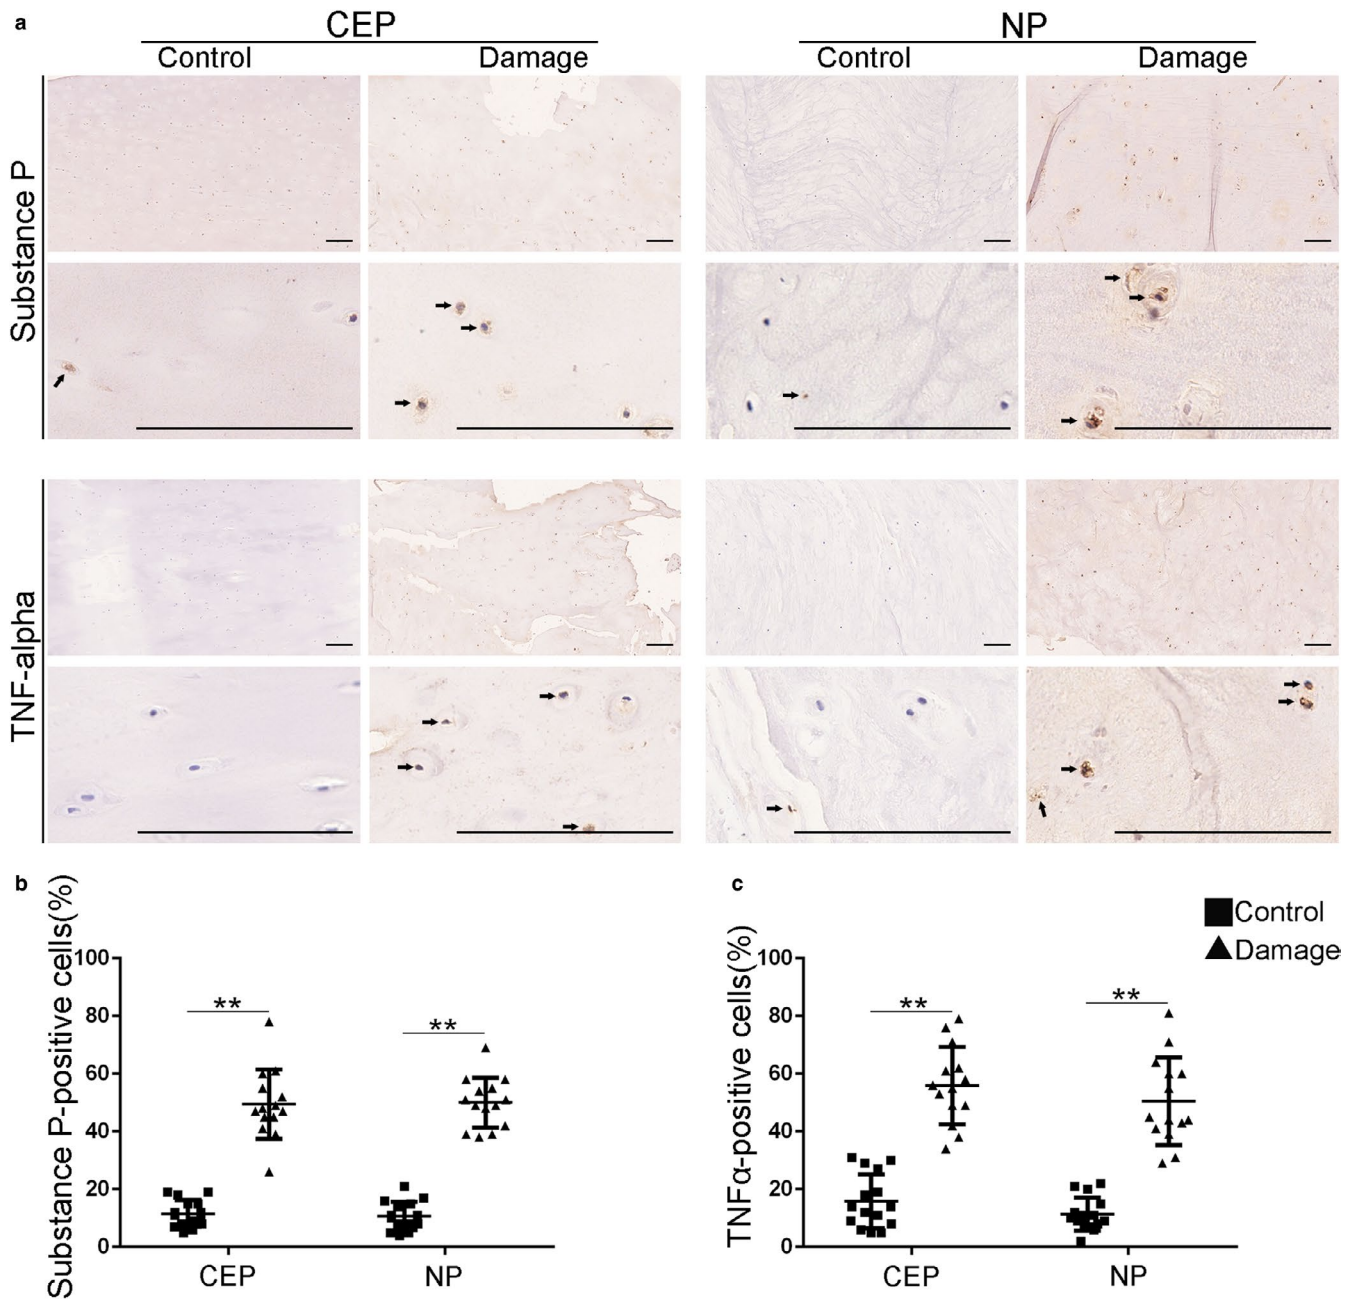 a
CEP
NP
Control
Damage
Control
Damage
Substance P
TNF-alpha
b
Substance P-positive cells(%)
100
80
60
40
20
0
**
**
CEP
NP
c
TNFα-positive cells(%)
100
80
60
40
20
0
**
**
CEP
NP
Control
Damage